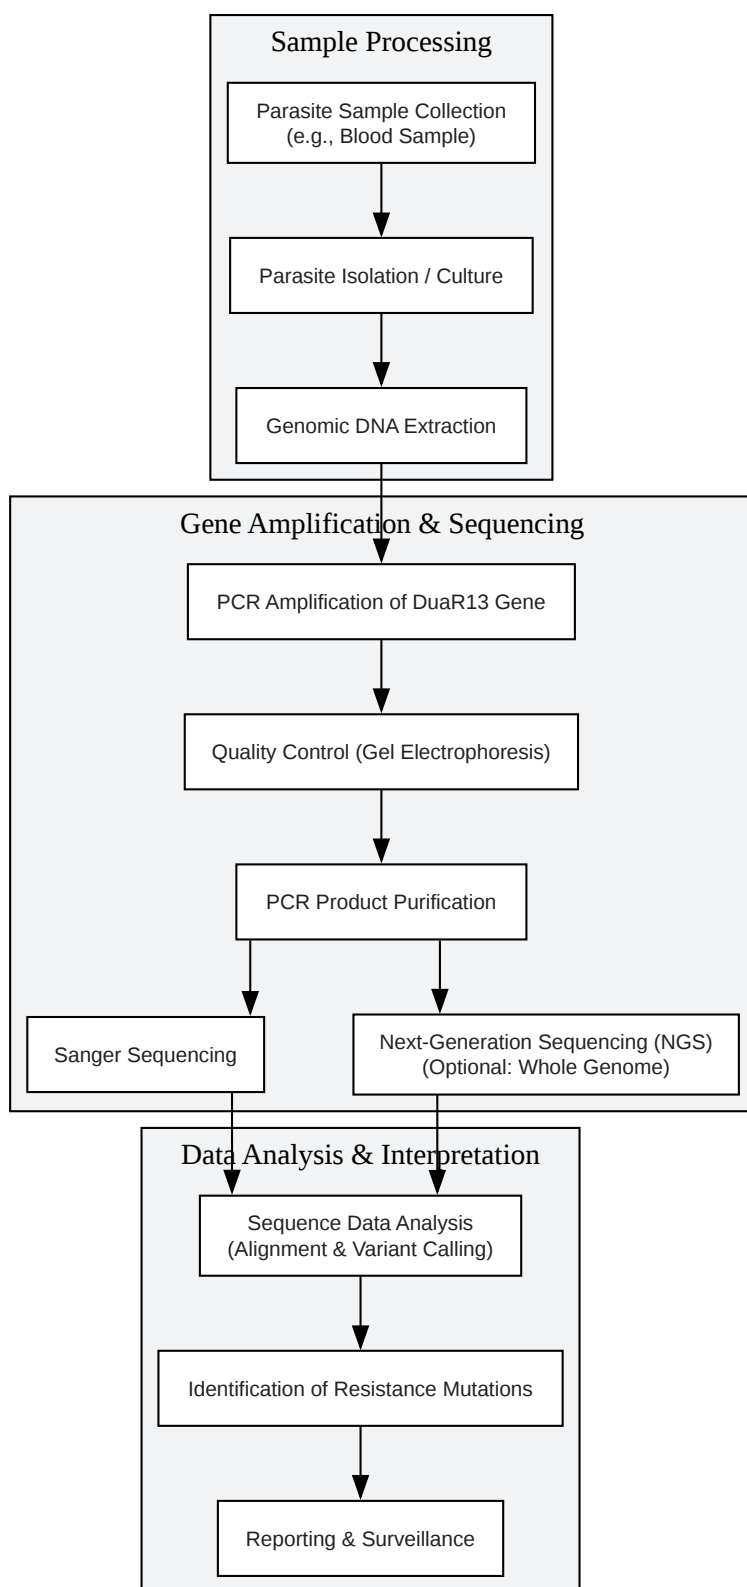 Sample Processing
Parasite Sample Collection
(e.g., Blood Sample)
Parasite Isolation / Culture
Genomic DNA Extraction
Gene Amplification & Sequencing
PCR Amplification of DuaR13 Gene
Quality Control (Gel Electrophoresis)
PCR Product Purification
Sanger Sequencing
Next-Generation Sequencing (NGS)
(Optional: Whole Genome)
Data Analysis & Interpretation
Sequence Data Analysis
(Alignment & Variant Calling)
Identification of Resistance Mutations
Reporting & Surveillance